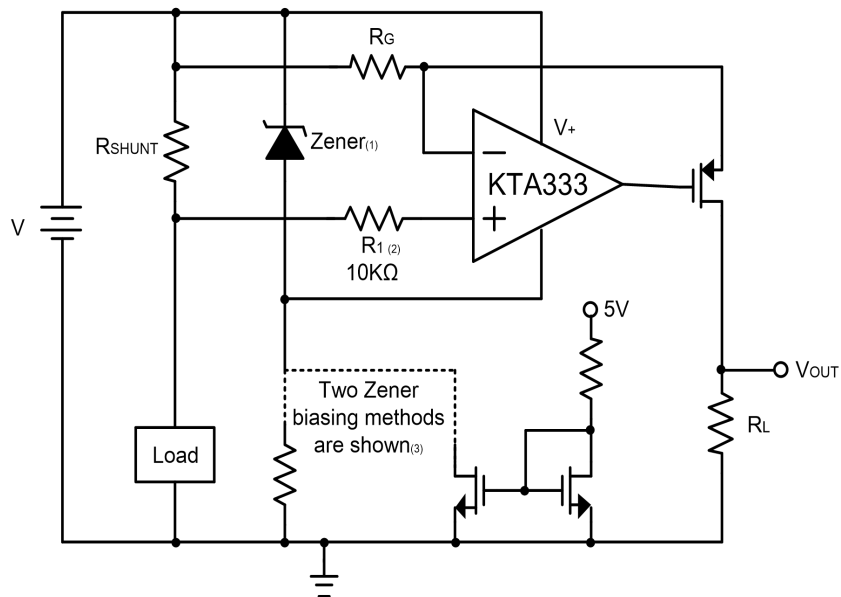 RG
V+
RSHUNT
Zener(1)
−
KTA333
+
V
R1 (2)
10KΩ
5V
VOUT
Two Zener
biasing methods
are shown(3)
RL
Load